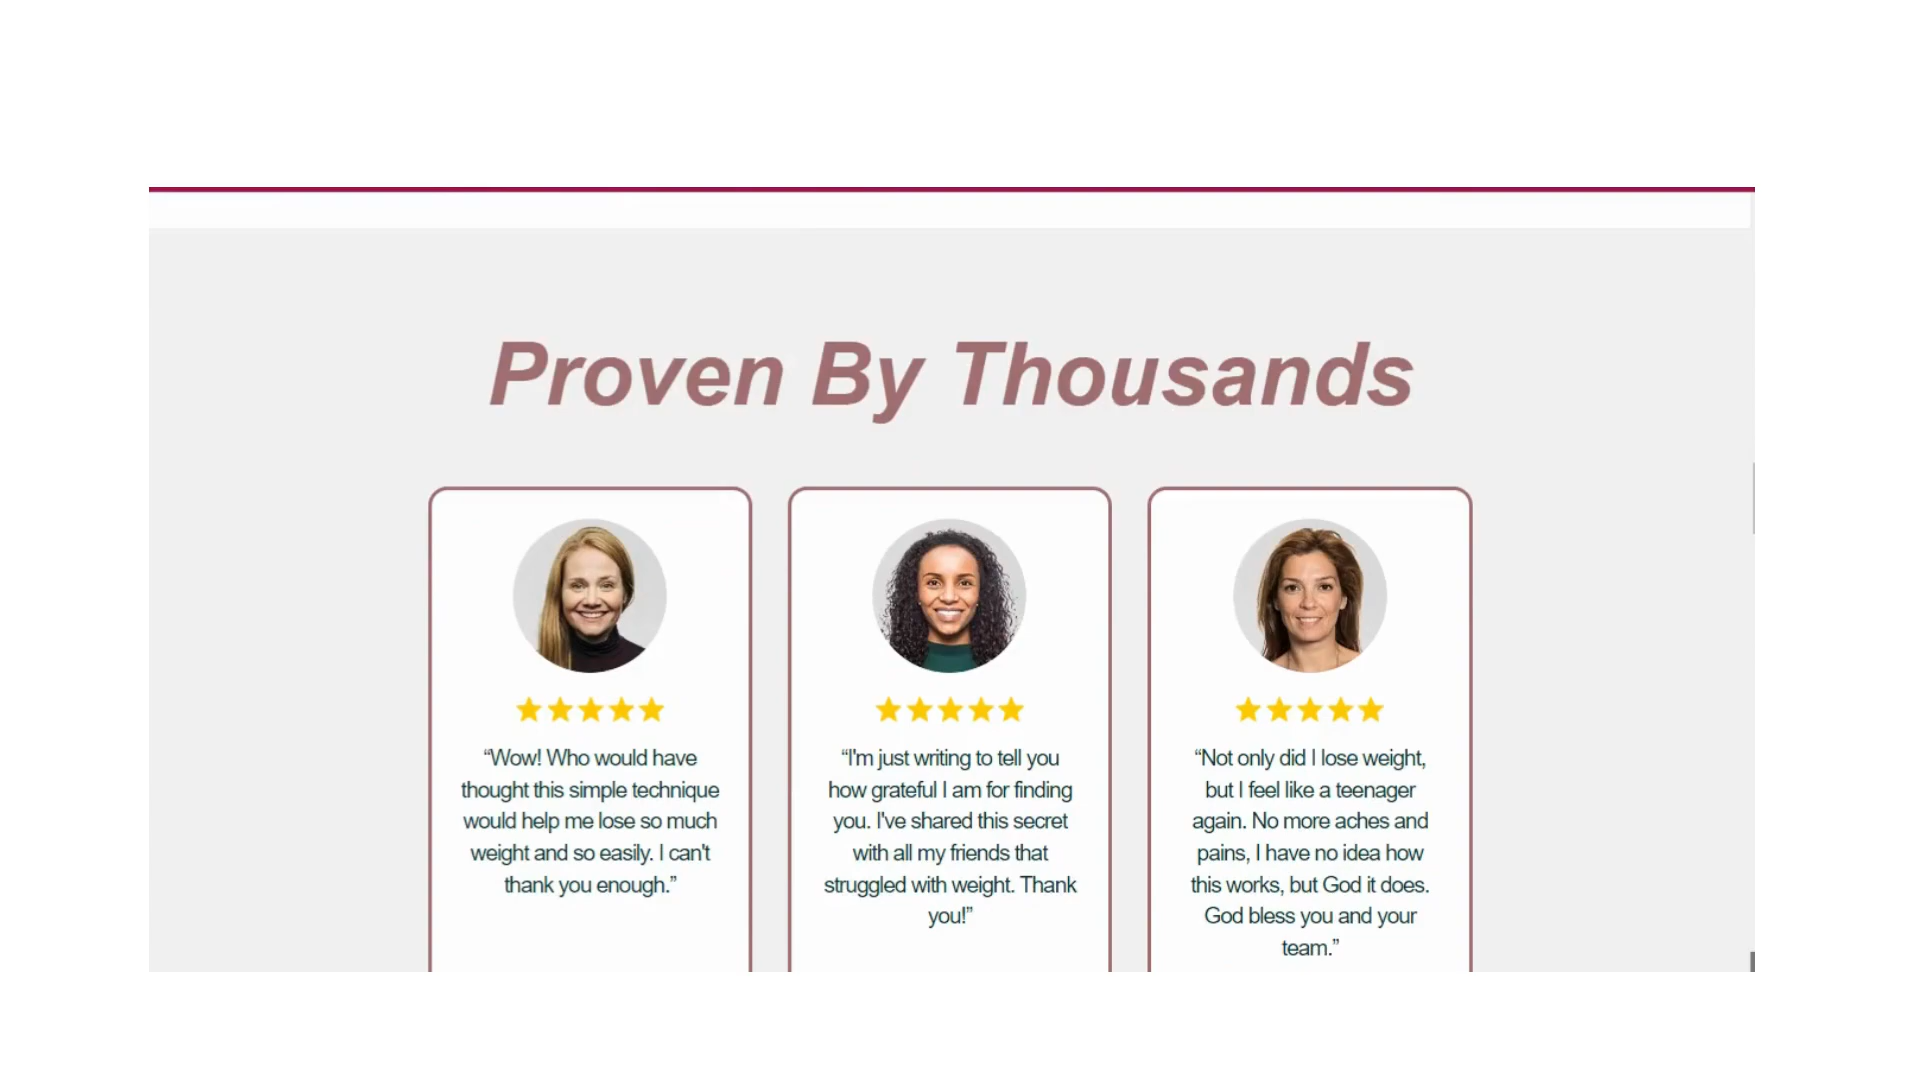 Proven By Thousands
“Wow! Who would have
thought this simple technique
would help me lose so much
weight and so easily. I can't
thank you enough.”
“I'm just writing to tell you
how grateful I am for finding
you. I've shared this secret
with all my friends that
struggled with weight. Thank
you!”
“Not only did I lose weight,
but I feel like a teenager
again. No more aches and
pains, I have no idea how
this works, but God it does.
God bless you and your
team.”